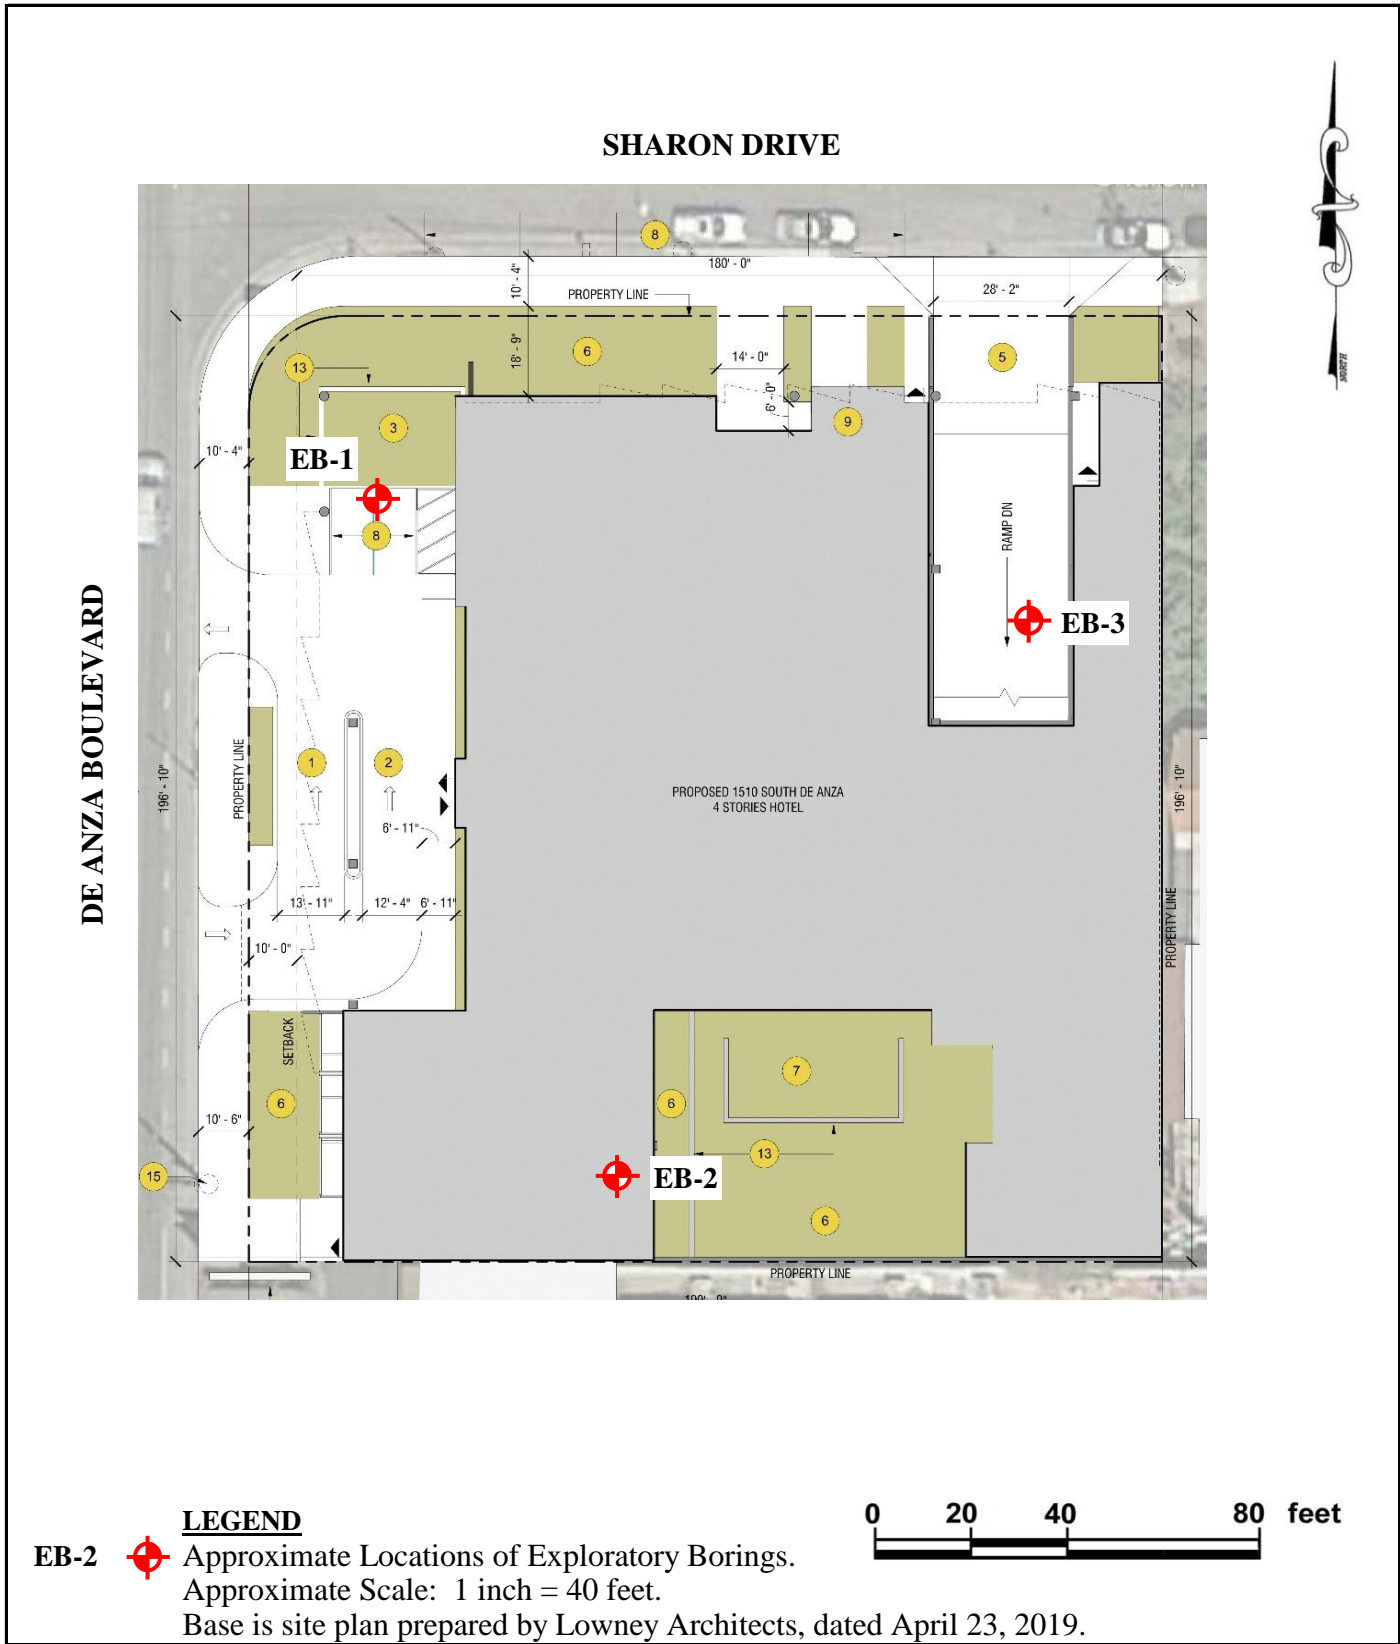 SHARON DRIVE
NORTH
8
180' - 0"
10' - 4"
28' - 2"
PROPERTY LINE
18' - 9"
6
14' - 0"
5
13
6' - 0"
3
9
10' - 4"
EB-1
8
RAMP DN
EB-3
DE ANZA BOULEVARD
196' - 10"
PROPERTY LINE
1
2
PROPOSED 1510 SOUTH DE ANZA
4 STORIES HOTEL
196' - 10"
6' - 11"
13' - 11"
12' - 4"
6' - 11"
10' - 0"
PROPERTY LINE
SETBACK
7
6
6
10' - 6"
13
15
EB-2
6
PROPERTY LINE
LEGEND
0 20 40 80 feet
EB-2 Approximate Locations of Exploratory Borings.
Approximate Scale: 1 inch = 40 feet.
Base is site plan prepared by Lowney Architects, dated April 23, 2019.